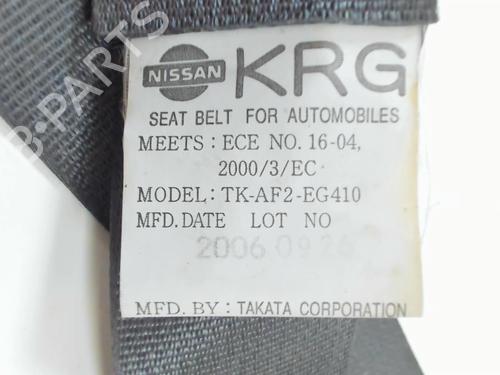 NISSAN KRG
SEAT BELT FOR AUTOMOBILES
MEETS : ECE NO. 16-04,
2000/3/EC
MODEL: TK-AF2-EG410
MFD.DATE LOT NO
2006 09 26
MFD. BY : TAKATA CORPORATION
B-PARTS